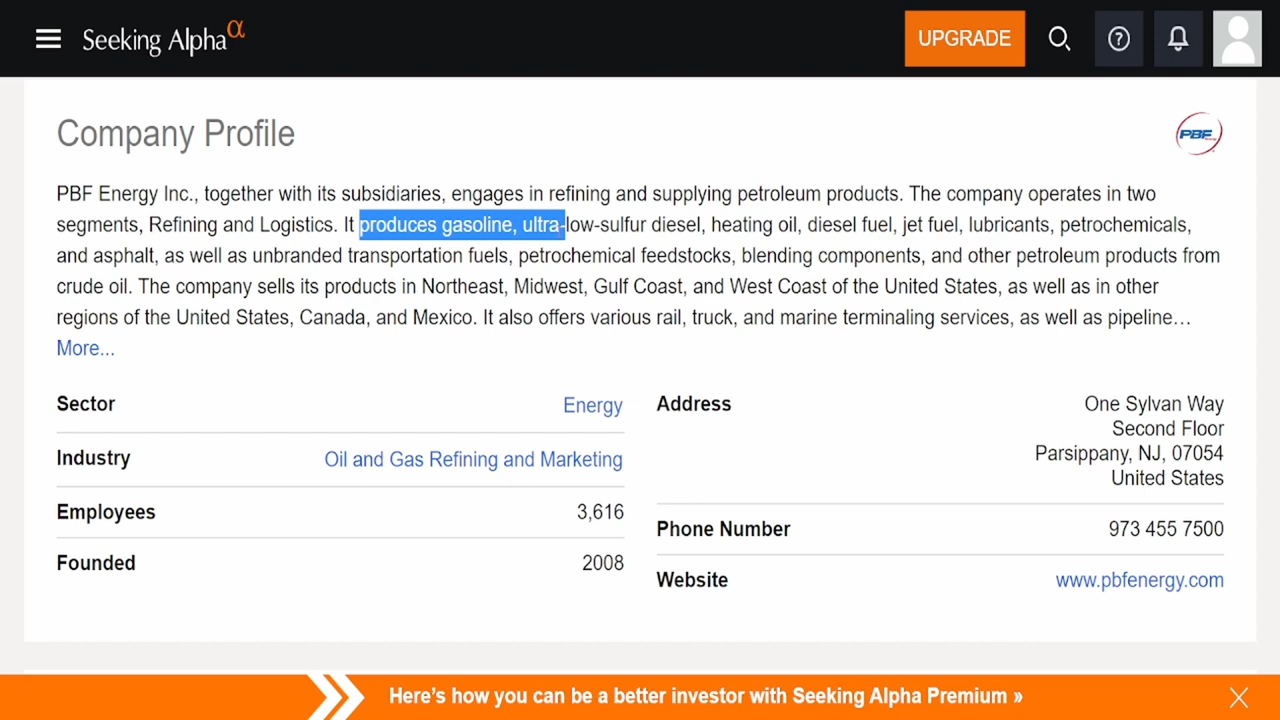 Seeking Alpha α
UPGRADE
Company Profile
PBF
PBF Energy Inc., together with its subsidiaries, engages in refining and supplying petroleum products. The company operates in two
segments, Refining and Logistics. It produces gasoline, ultra-low-sulfur diesel, heating oil, diesel fuel, jet fuel, lubricants, petrochemicals,
and asphalt, as well as unbranded transportation fuels, petrochemical feedstocks, blending components, and other petroleum products from
crude oil. The company sells its products in Northeast, Midwest, Gulf Coast, and West Coast of the United States, as well as in other
regions of the United States, Canada, and Mexico. It also offers various rail, truck, and marine terminaling services, as well as pipeline…
More...
Sector Energy
Industry Oil and Gas Refining and Marketing
Employees 3,616
Founded 2008
Address One Sylvan Way
Second Floor
Parsippany, NJ, 07054
United States
Phone Number 973 455 7500
Website www.pbfenergy.com
Here's how you can be a better investor with Seeking Alpha Premium »